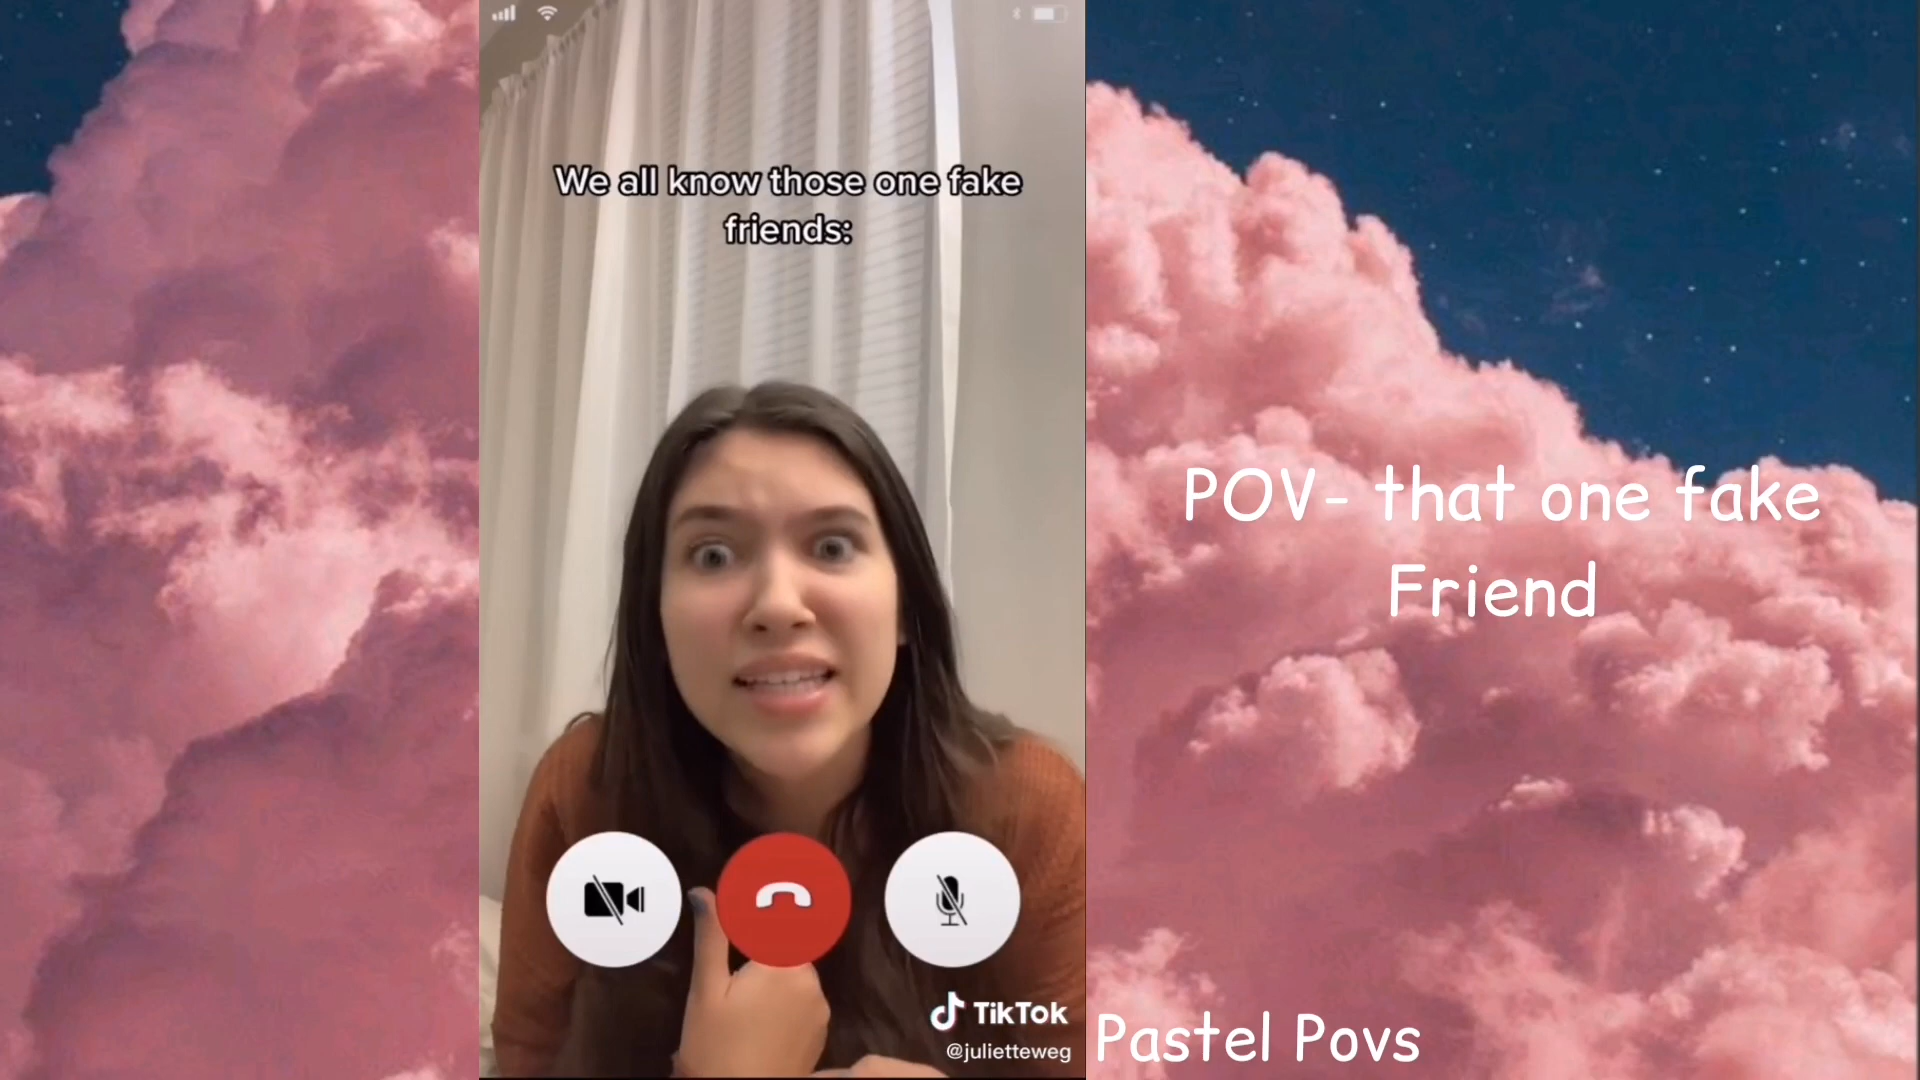 We all know those one fake
friends:
POV- that one fake
Friend
TikTok
@julietteweg
Pastel Povs